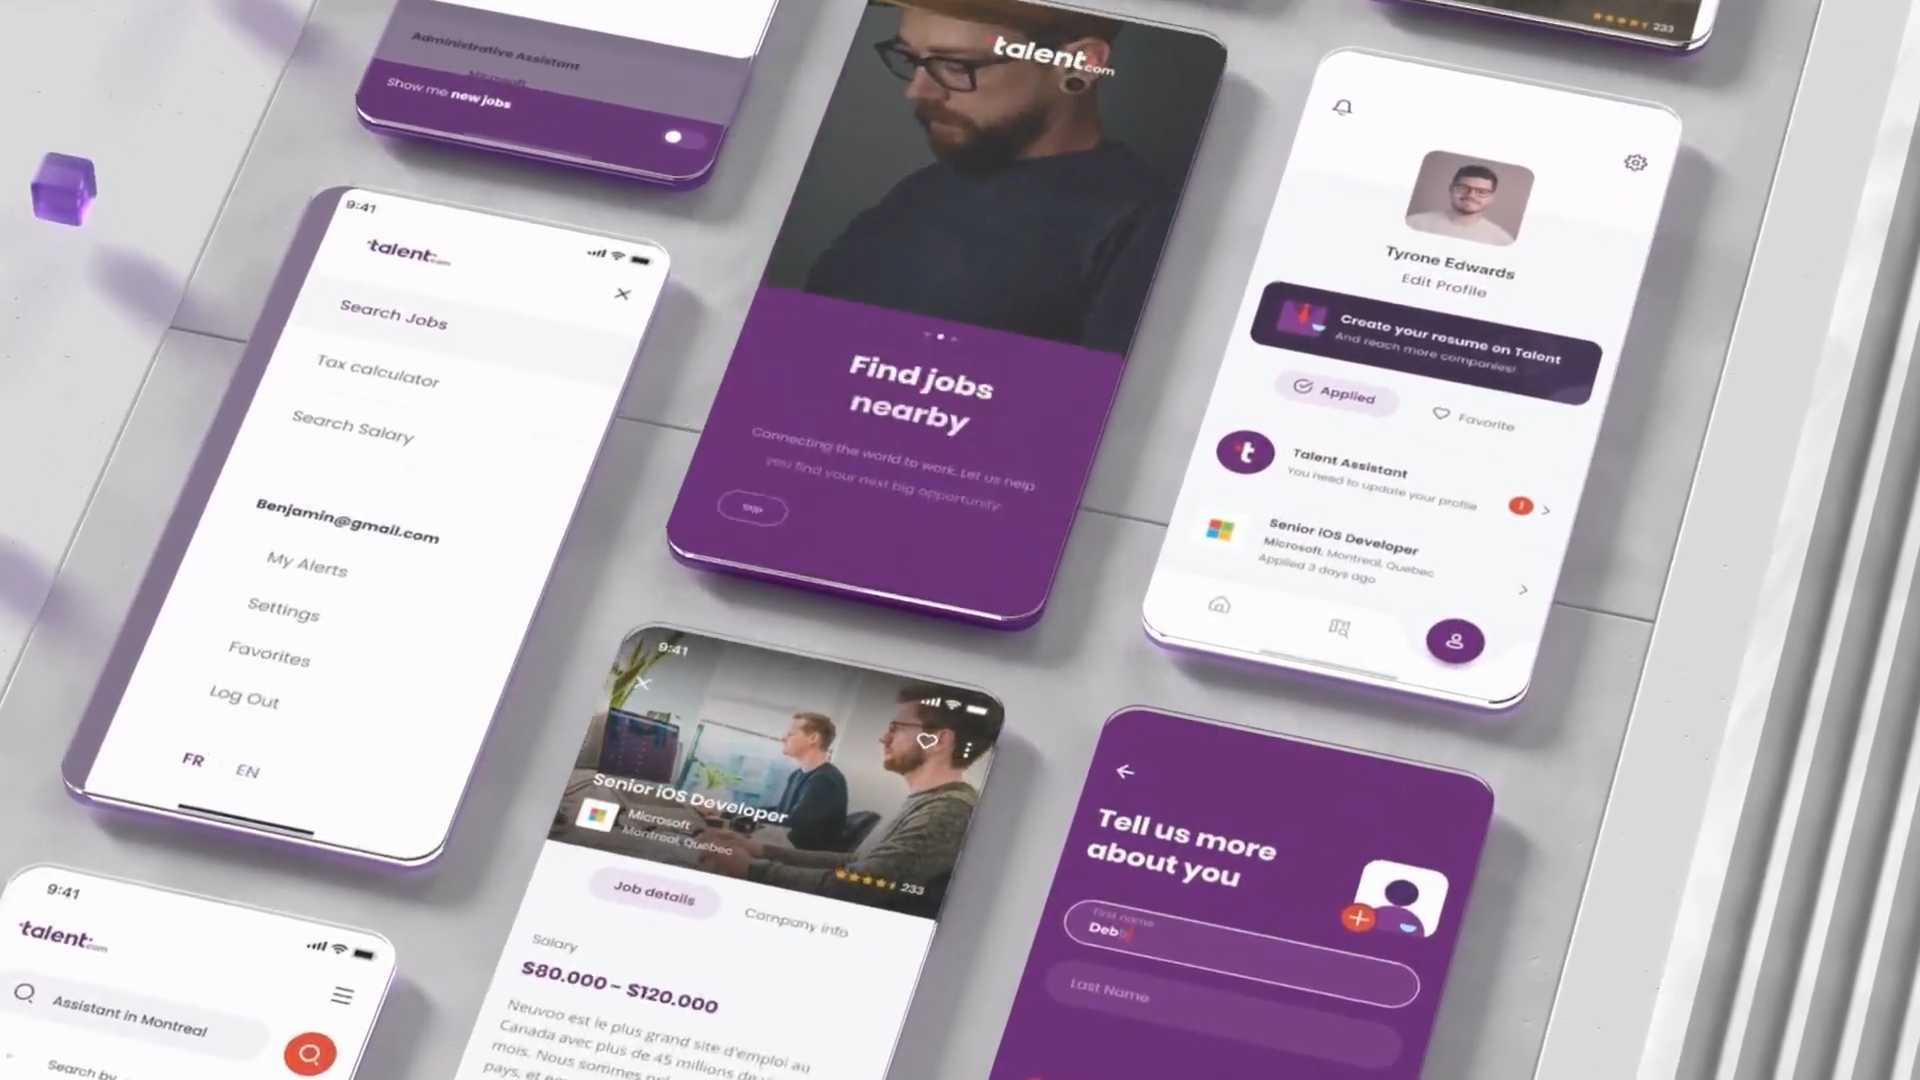 Administrative Assistant
Microsoft
Show me new jobs
talent.com
233
9:41
talent.com
Search Jobs
Tax calculator
Search Salary
Benjamin@gmail.com
My Alerts
Settings
Favorites
Log Out
FR
EN
Find jobs
nearby
Connecting the world to work. Let us help
you find your next big opportunity
Skip
Tyrone Edwards
Edit Profile
Create your resume on Talent
And reach more companies!
Applied
Favorite
t
Talent Assistant
You need to update your profile
1
Senior iOS Developer
Microsoft, Montreal, Quebec
Applied 3 days ago
9:41
Senior iOS Developer
Microsoft
Montreal, Quebec
233
Job details
Company info
Salary
$80.000 - $120.000
Neuvoo est le plus grand site d'emploi au
Canada avec plus de 45 millions de
mois. Nous sommes
pays, et
Tell us more
about you
First name
Deb
Last Name
9:41
talent.com
Assistant in Montreal
Search by